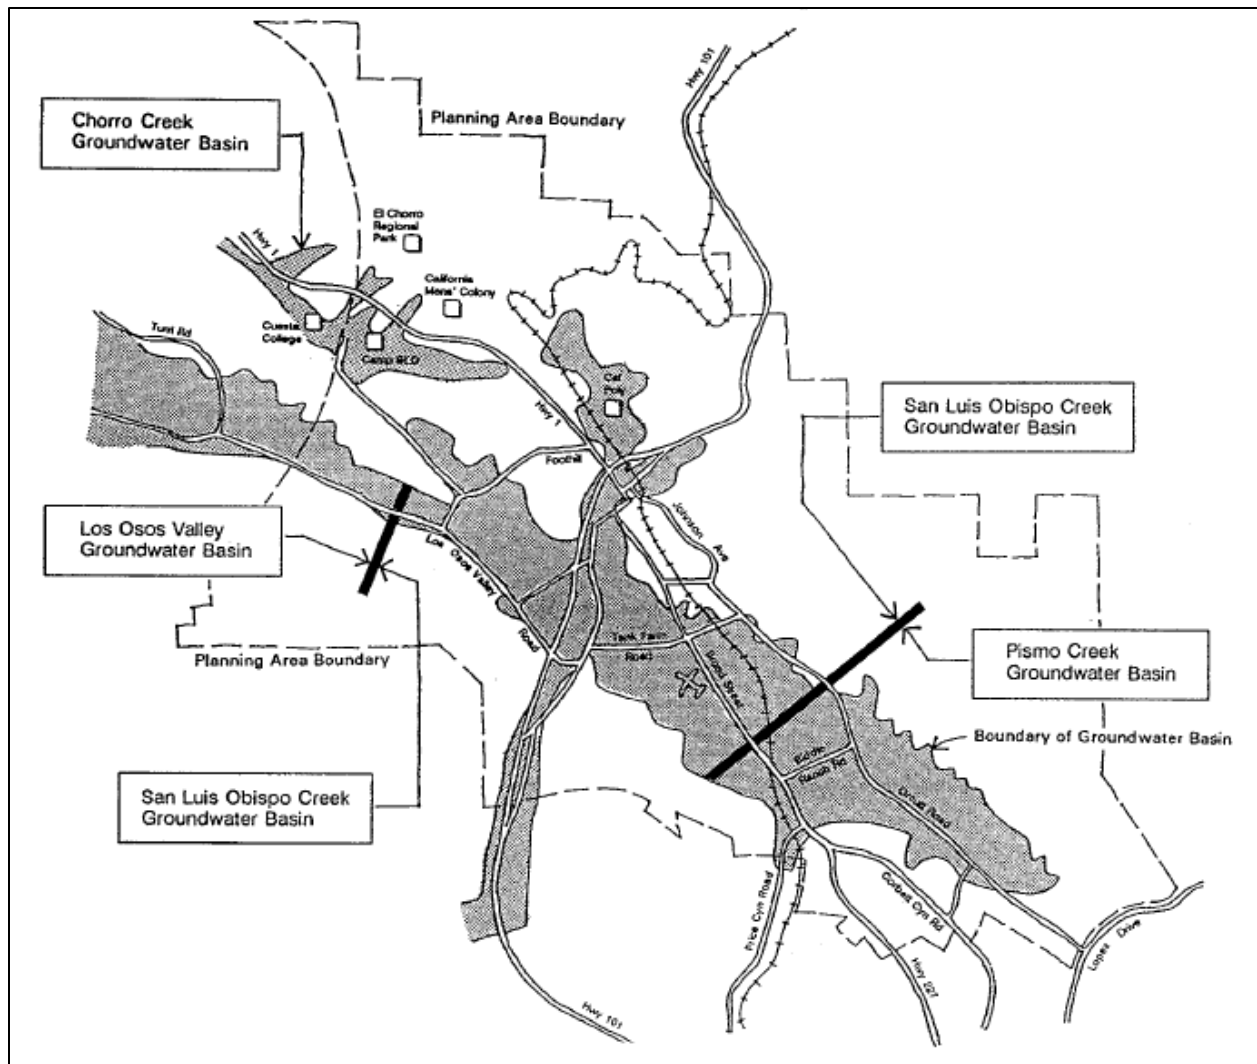 Hwy 101
Planning Area Boundary
Chorro Creek
Groundwater Basin
El Chorro
Regional
Park
Hwy 1
California
Mens' Colony
Turri Rd
Cuesta
College
Camp SLO
Cal
Poly
Hwy 1
Foothill
San Luis Obispo Creek
Groundwater Basin
Johnson Ave
Los Osos Valley
Groundwater Basin
Los Osos Valley
Road
Tank Farm
Road
Broad Street
Planning Area Boundary
Pismo Creek
Groundwater Basin
Boundary of Groundwater Basin
Biddle
Ranch Rd
Orcutt Road
San Luis Obispo Creek
Groundwater Basin
Price Cyn Road
Corbett Cyn Rd
Hwy 227
Lopez Drive
Hwy 101